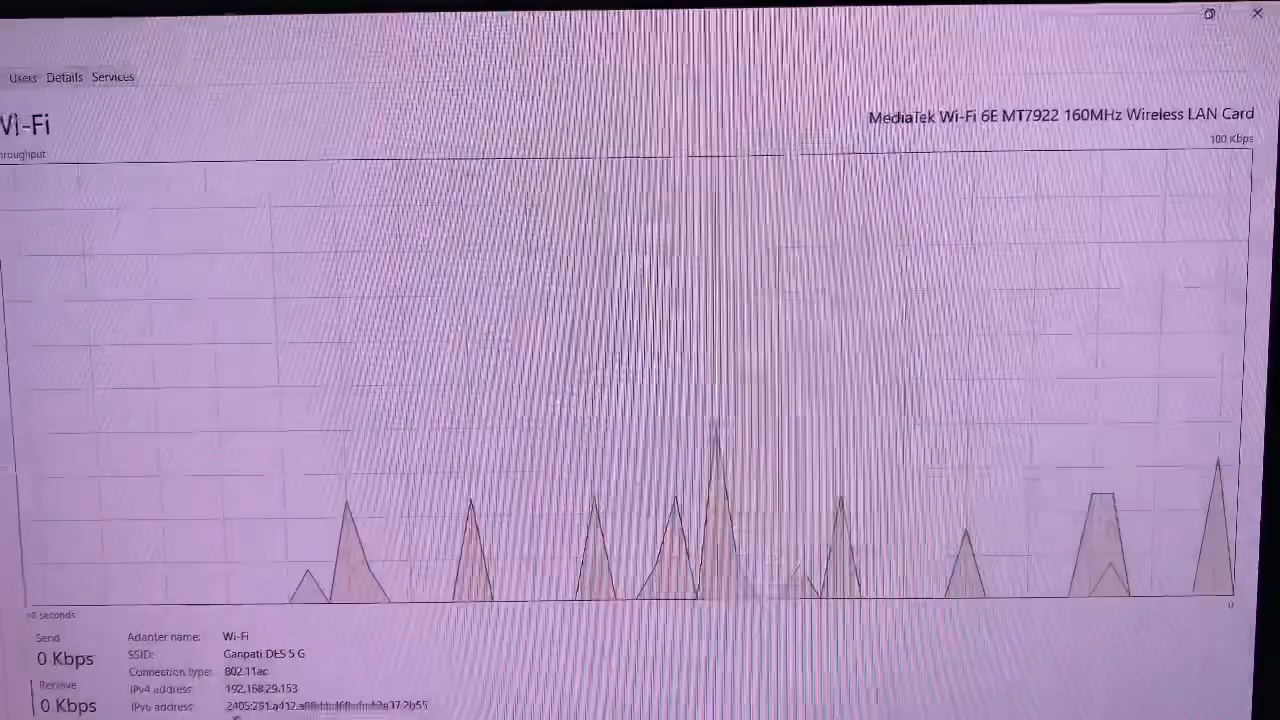 Users Details Services
Wi-Fi
MediaTek Wi-Fi 6E MT7922 160MHz Wireless LAN Card
100 Kbps
60 seconds
0
Send
0 Kbps
Receive
0 Kbps
Adapter name: Wi-Fi
SSID: Ganpati DES 5 G
Connection type: 802.11ac
IPv4 address: 192.168.29.153
IPv6 address: